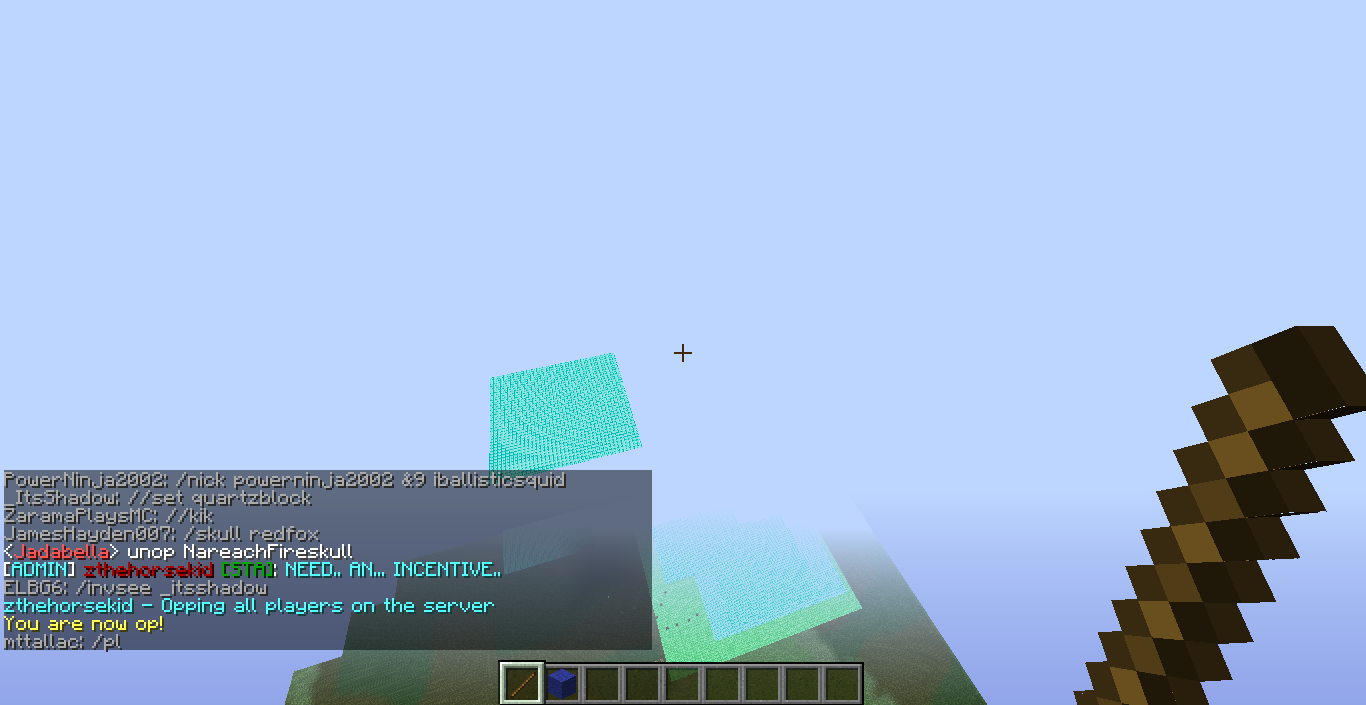 PowerNinja2002: /nick powerninja2002 &9 iballisticsquid
_ItsShadow: //set quartzblock
ZaramaPlaysMC: //kik
JamesHayden007: /skull redfox
<Jadabella> unop NareachFireskull
[ADMIN] zthehorsekid [STA]: NEED.. AN... INCENTIVE..
ELBG6: /invsee _itsshadow
zthehorsekid - Opping all players on the server
You are now op!
mttallac: /pl